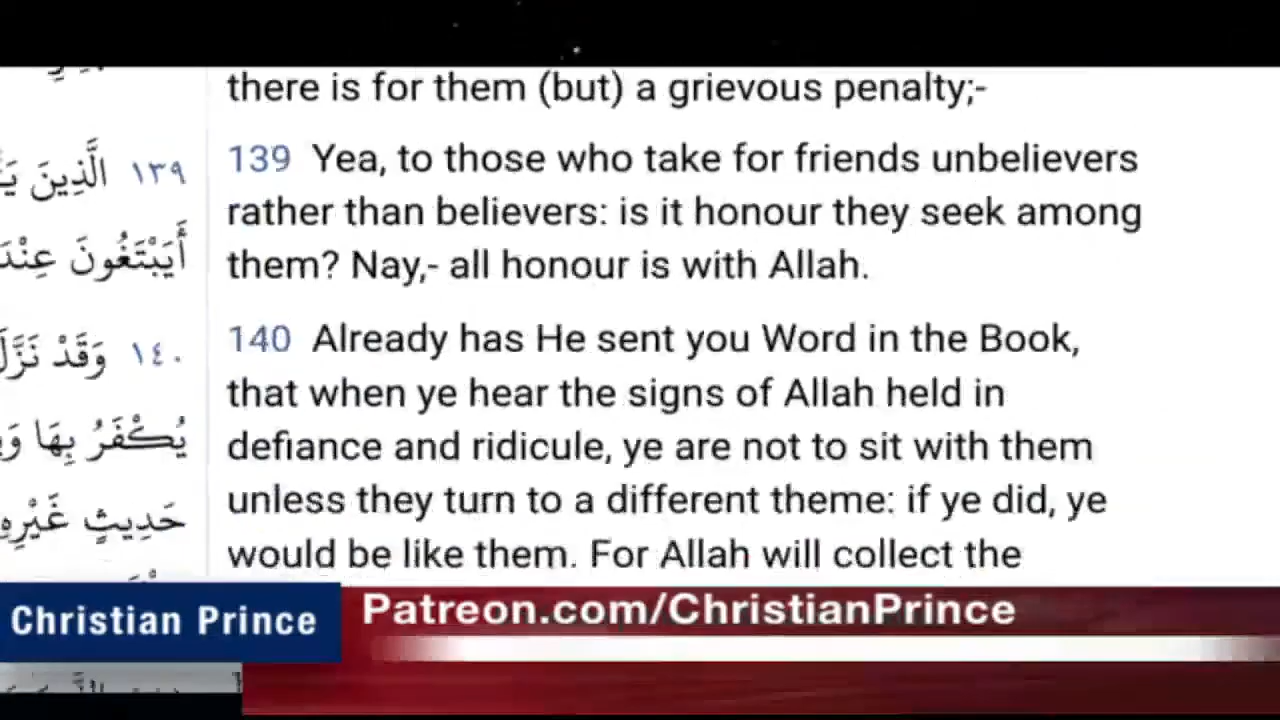 there is for them (but) a grievous penalty;-
١٣٩ الَّذِينَ
139 Yea, to those who take for friends unbelievers
rather than believers: is it honour they seek among
أَيَبْتَغُونَ
them? Nay,- all honour is with Allah.
١٤٠ وَقَدْ
140 Already has He sent you Word in the Book,
that when ye hear the signs of Allah held in
يُكْفَرُ بِهَا
defiance and ridicule, ye are not to sit with them
unless they turn to a different theme: if ye did, ye
حَدِيثٍ
would be like them. For Allah will collect the
Christian Prince
Patreon.com/ChristianPrince